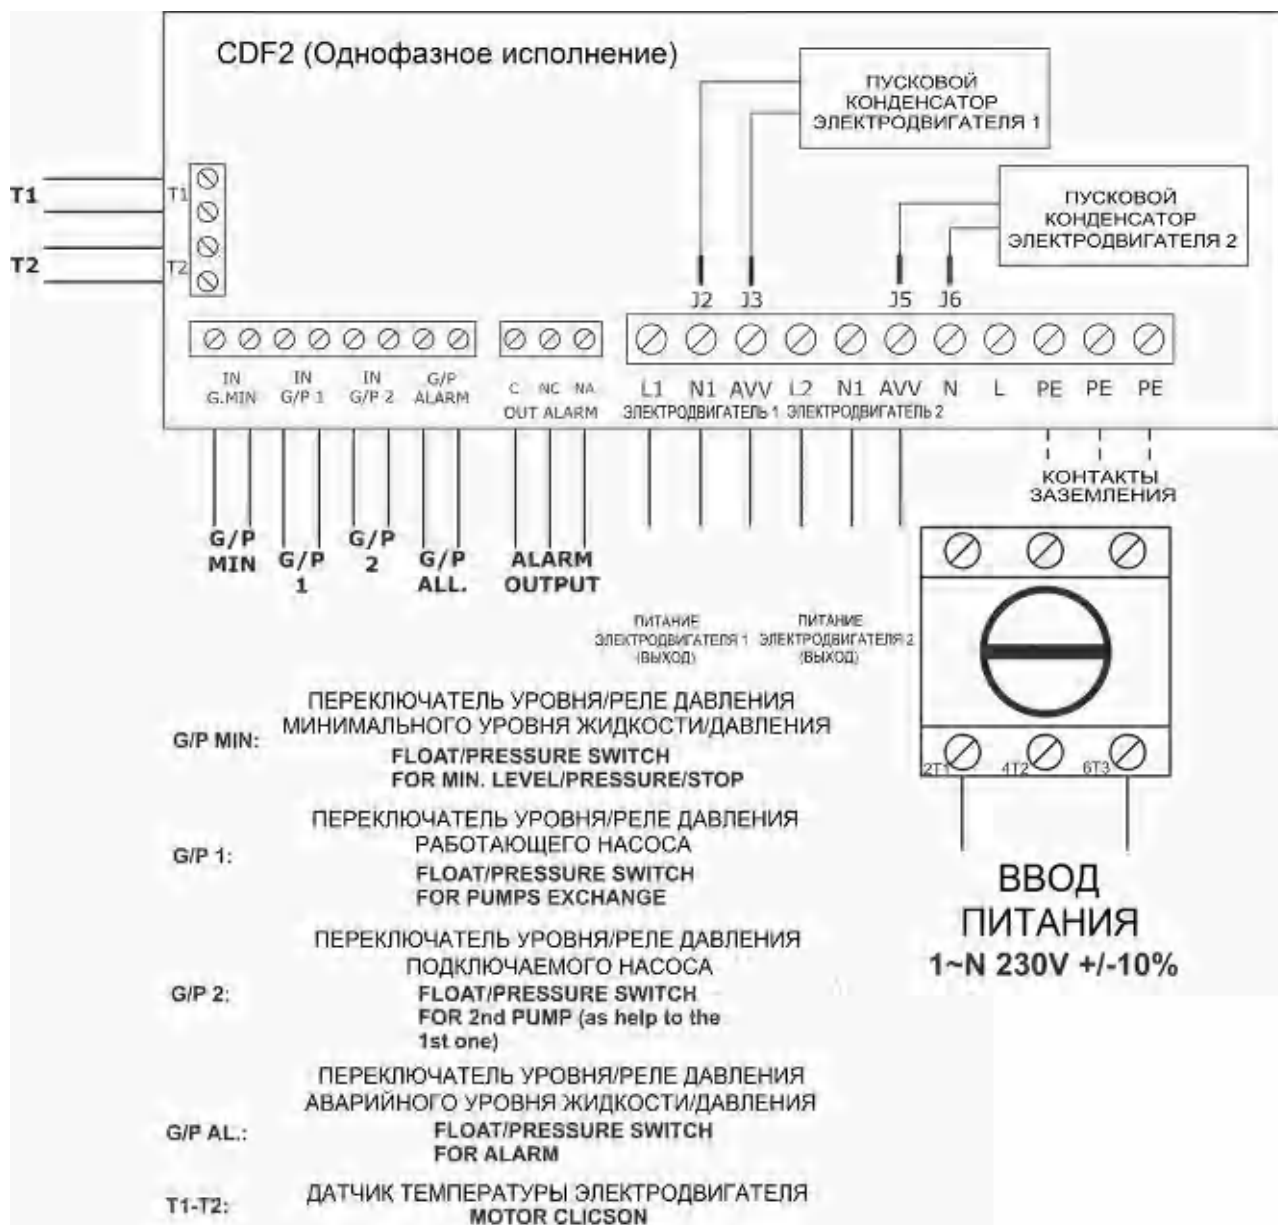 CDF2 (Однофазное исполнение)
ПУСКОВОЙ
КОНДЕНСАТОР
ЭЛЕКТРОДВИГАТЕЛЯ 1
ПУСКОВОЙ
КОНДЕНСАТОР
ЭЛЕКТРОДВИГАТЕЛЯ 2
T1
T1
T2
T2
J2 J3 J5 J6
IN
G.MIN
IN
G/P 1
IN
G/P 2
G/P
ALARM
C NC NA
OUT ALARM
L1 N1 AVV L2 N1 AVV N L PE PE PE
ЭЛЕКТРОДВИГАТЕЛЬ 1 ЭЛЕКТРОДВИГАТЕЛЬ 2
КОНТАКТЫ
ЗАЗЕМЛЕНИЯ
G/P
MIN
G/P
1
G/P
2
G/P
ALL.
ALARM
OUTPUT
ПИТАНИЕ
ЭЛЕКТРОДВИГАТЕЛЯ 1
(ВЫХОД)
ПИТАНИЕ
ЭЛЕКТРОДВИГАТЕЛЯ 2
(ВЫХОД)
2T1 4T2 6T3
ВВОД
ПИТАНИЯ
1~N 230V +/-10%
G/P MIN:
ПЕРЕКЛЮЧАТЕЛЬ УРОВНЯ/РЕЛЕ ДАВЛЕНИЯ
МИНИМАЛЬНОГО УРОВНЯ ЖИДКОСТИ/ДАВЛЕНИЯ
FLOAT/PRESSURE SWITCH
FOR MIN. LEVEL/PRESSURE/STOP
G/P 1:
ПЕРЕКЛЮЧАТЕЛЬ УРОВНЯ/РЕЛЕ ДАВЛЕНИЯ
РАБОТАЮЩЕГО НАСОСА
FLOAT/PRESSURE SWITCH
FOR PUMPS EXCHANGE
G/P 2:
ПЕРЕКЛЮЧАТЕЛЬ УРОВНЯ/РЕЛЕ ДАВЛЕНИЯ
ПОДКЛЮЧАЕМОГО НАСОСА
FLOAT/PRESSURE SWITCH
FOR 2nd PUMP (as help to the
1st one)
G/P AL.:
ПЕРЕКЛЮЧАТЕЛЬ УРОВНЯ/РЕЛЕ ДАВЛЕНИЯ
АВАРИЙНОГО УРОВНЯ ЖИДКОСТИ/ДАВЛЕНИЯ
FLOAT/PRESSURE SWITCH
FOR ALARM
T1-T2:
ДАТЧИК ТЕМПЕРАТУРЫ ЭЛЕКТРОДВИГАТЕЛЯ
MOTOR CLICSON